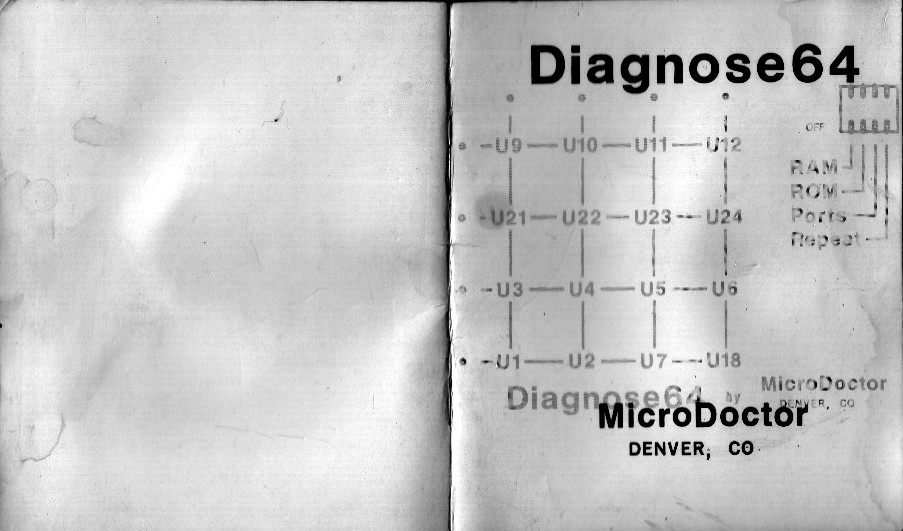 Diagnose64
OFF
U9 U10 U11 U12
RAM
ROM
U21 U22 U23 U24
Ports
Repeat
U3 U4 U5 U6
U1 U2 U7 U18
MicroDoctor
Diagnose64 by DENVER, CO
MicroDoctor
DENVER, CO